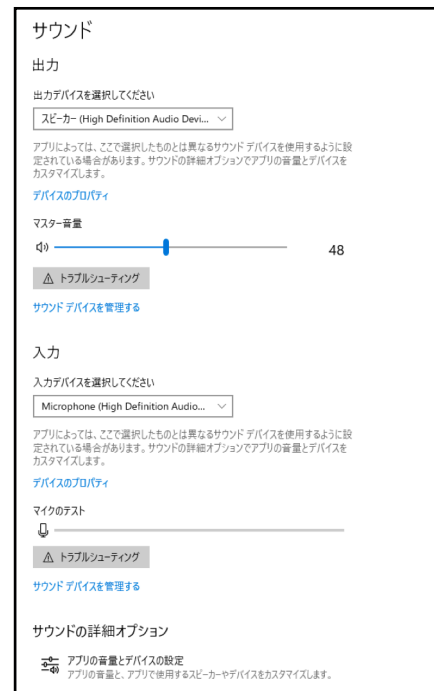 サウンド
出力
出力デバイスを選択してください
スピーカー (High Definition Audio Devi...
アプリによっては、ここで選択したものとは異なるサウンド デバイスを使用するように設
定されている場合があります。サウンドの詳細オプションでアプリの音量とデバイスを
カスタマイズします。
デバイスのプロパティ
マスター音量
48
トラブルシューティング
サウンド デバイスを管理する
入力
入力デバイスを選択してください
Microphone (High Definition Audio...
アプリによっては、ここで選択したものとは異なるサウンド デバイスを使用するように設
定されている場合があります。サウンドの詳細オプションでアプリの音量とデバイスを
カスタマイズします。
デバイスのプロパティ
マイクのテスト
トラブルシューティング
サウンド デバイスを管理する
サウンドの詳細オプション
アプリの音量とデバイスの設定
アプリの音量と、アプリで使用するスピーカーやデバイスをカスタマイズします。